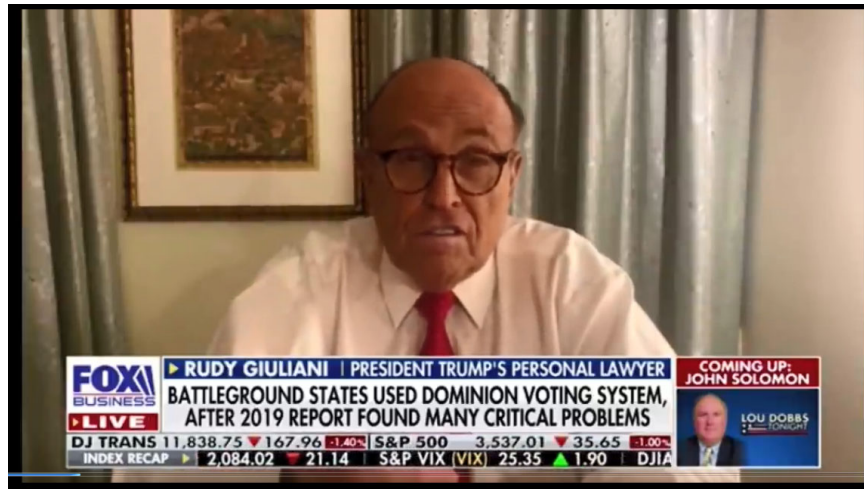 RUDY GIULIANI | PRESIDENT TRUMP'S PERSONAL LAWYER
BATTLEGROUND STATES USED DOMINION VOTING SYSTEM,
AFTER 2019 REPORT FOUND MANY CRITICAL PROBLEMS
FOX
BUSINESS
LIVE
COMING UP:
JOHN SOLOMON
LOU DOBBS
TONIGHT
DJ TRANS 11,838.75 ▼ 167.96 -1.40% S&P 500 3,537.01 ▼ 35.65 -1.00%
INDEX RECAP 2,084.02 ▼ 21.14 S&P VIX (VIX) 25.35 ▲ 1.90 DJIA